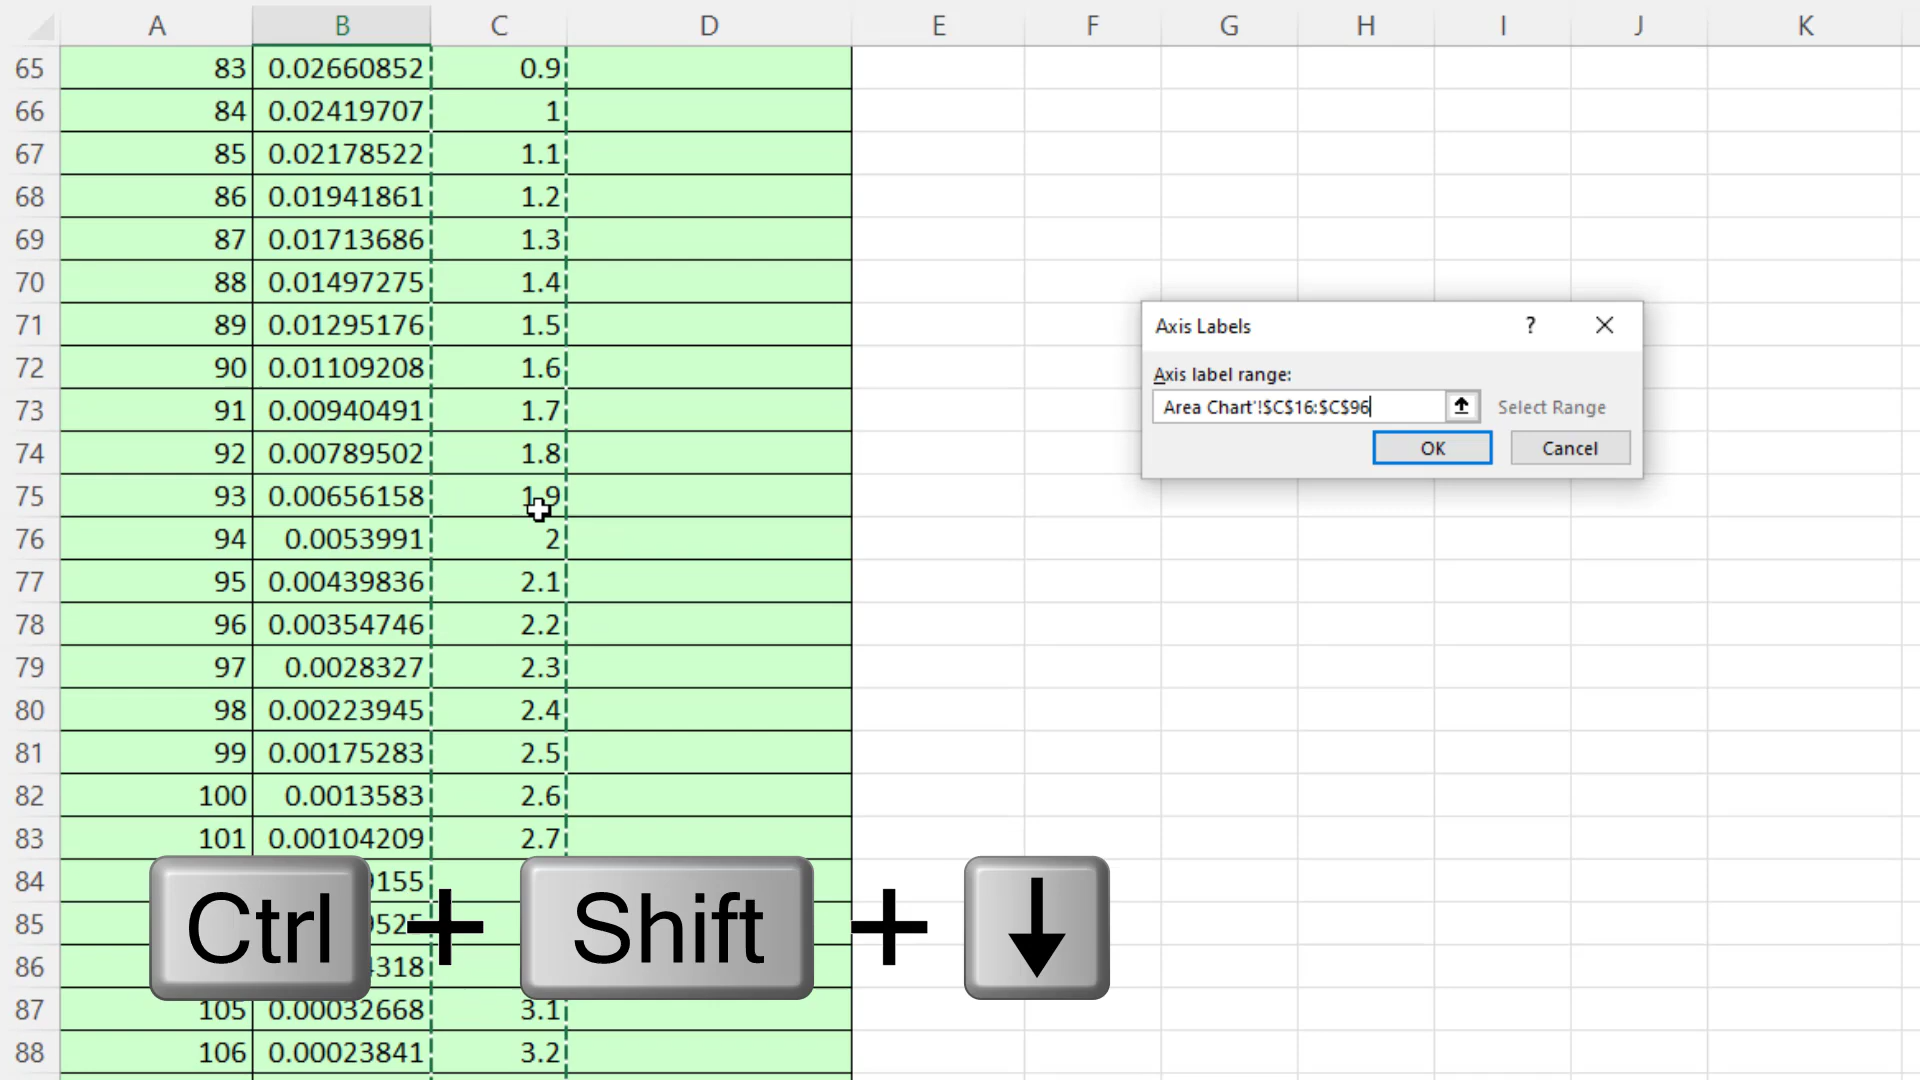 A B C D E F G H I J K
65 83 0.02660852 0.9
66 84 0.02419707 1
67 85 0.02178522 1.1
68 86 0.01941861 1.2
69 87 0.01713686 1.3
70 88 0.01497275 1.4
71 89 0.01295176 1.5
72 90 0.01109208 1.6
73 91 0.00940491 1.7
74 92 0.00789502 1.8
75 93 0.00656158 1.9
76 94 0.0053991 2
77 95 0.00439836 2.1
78 96 0.00354746 2.2
79 97 0.0028327 2.3
80 98 0.00223945 2.4
81 99 0.00175283 2.5
82 100 0.0013583 2.6
83 101 0.00104209 2.7
84 9155
85
86 4318
87 105 0.00032668 3.1
88 106 0.00023841 3.2
Axis Labels ?
Axis label range:
Area Chart'!$C$16:$C$96 Select Range
OK Cancel
Ctrl + Shift + ↓